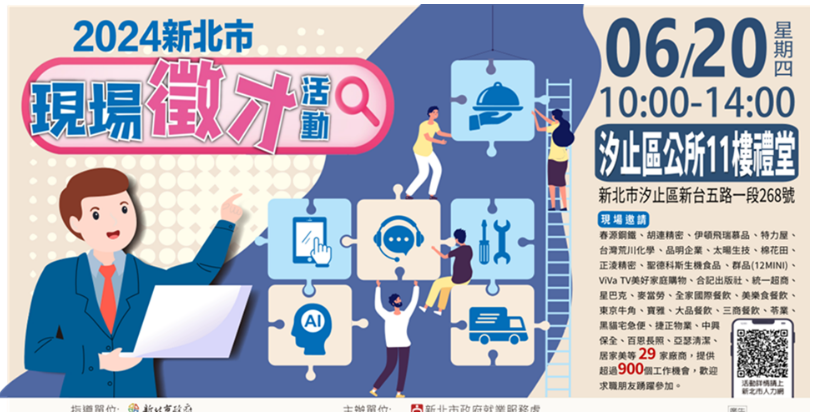 2024新北市
現場徵才活動
06/20 星期四
10:00-14:00
汐止區公所11樓禮堂
新北市汐止區新台五路一段268號
現場邀請
春源鋼鐵、胡連精密、伊頓飛瑞慕品、特力屋、
台灣荒川化學、品明企業、太暘生技、棉花田、
正淩精密、聖德科斯生機食品、群品(12MINI)、
ViVa TV美好家庭購物、合記出版社、統一超商
星巴克、麥當勞、全家國際餐飲、美樂食餐飲、
東京牛角、寶雅、大品餐飲、三商餐飲、苓業、
黑貓宅急便、捷正物業、中興
保全、百恩長照、亞瑟清潔、
居家美等29家廠商，提供
超過900個工作機會，歡迎
求職朋友踴躍參加。
活動詳情請上
新北市人力網
AI
指導單位: 新北市政府
主辦單位: 新北市政府就業服務處
廣告